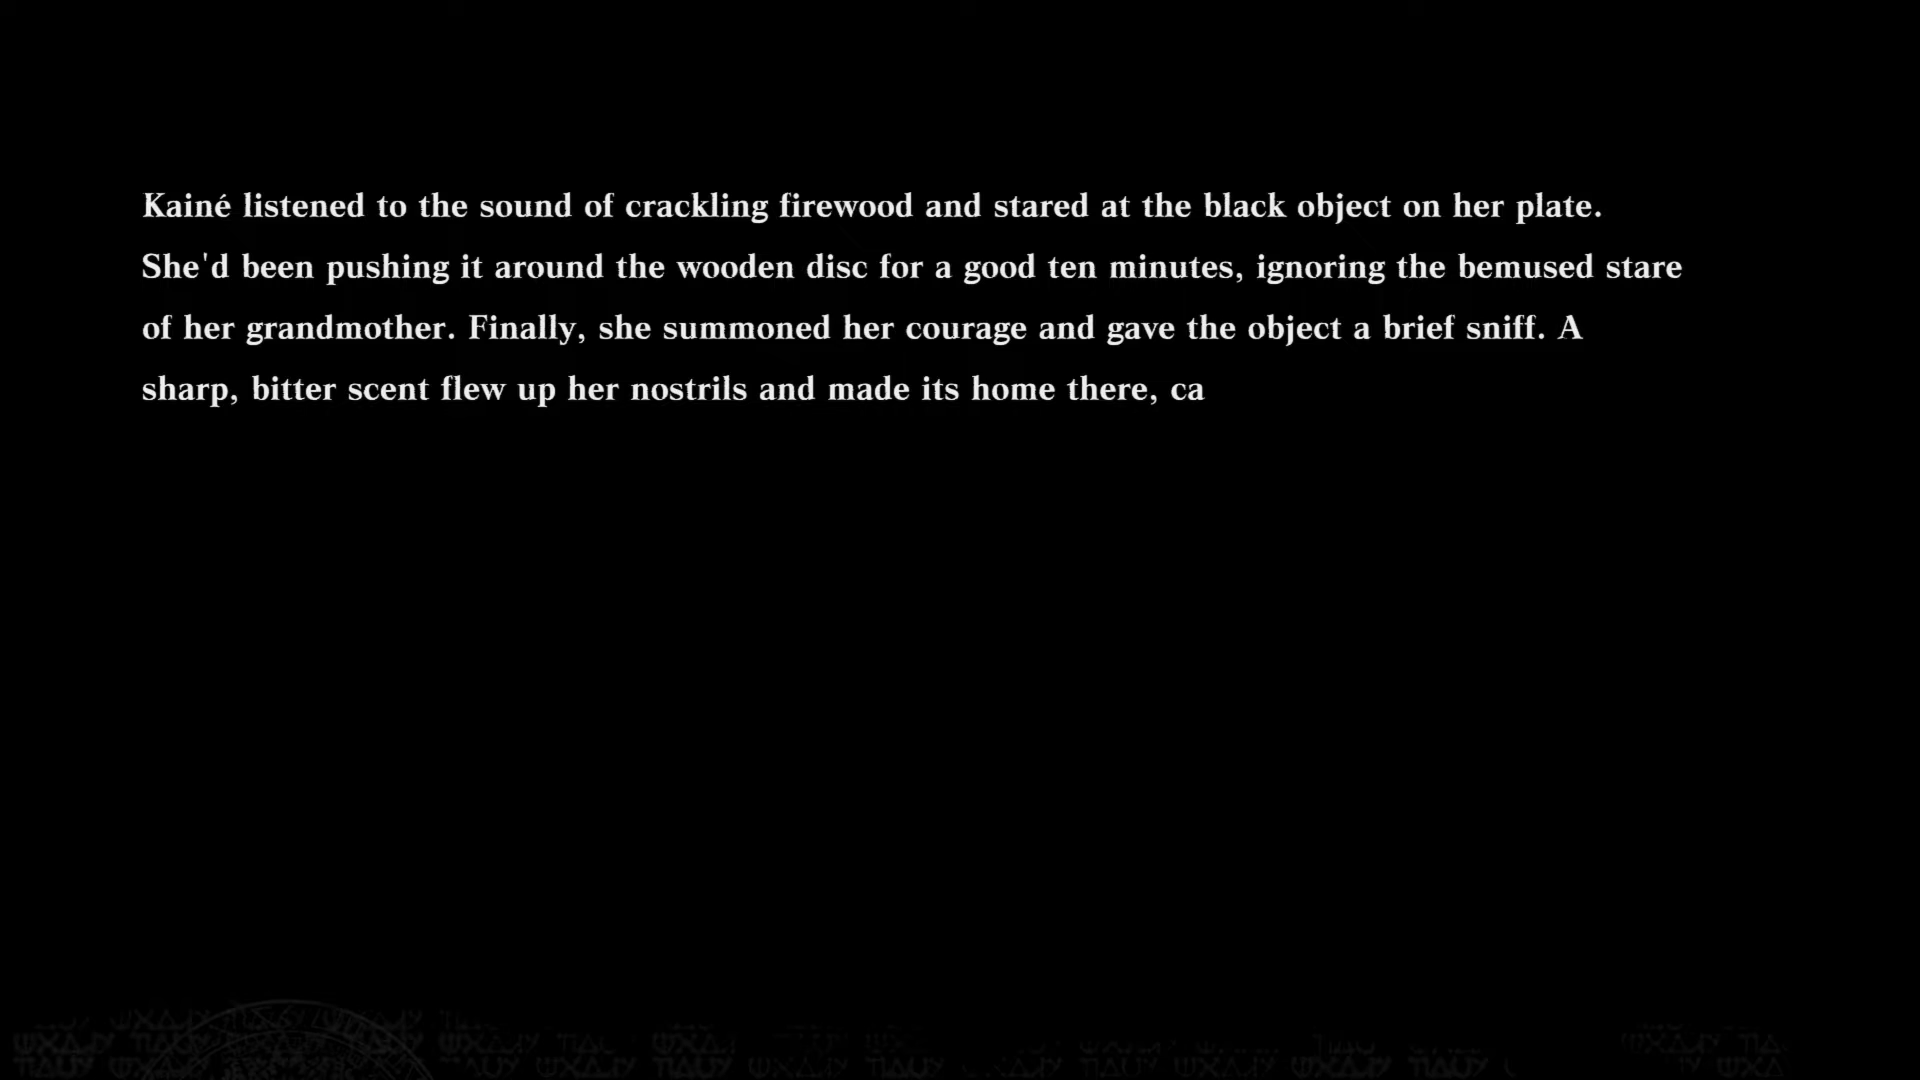 Kainé listened to the sound of crackling firewood and stared at the black object on her plate.
She'd been pushing it around the wooden disc for a good ten minutes, ignoring the bemused stare
of her grandmother. Finally, she summoned her courage and gave the object a brief sniff. A
sharp, bitter scent flew up her nostrils and made its home there, ca